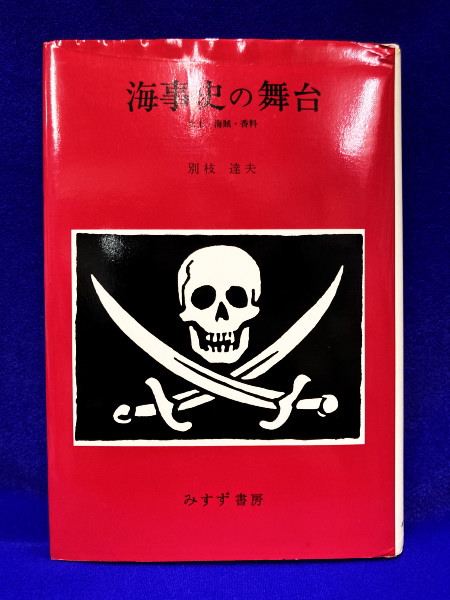 海事史の舞台
海賊・香料
別枝 達夫
みすず書房